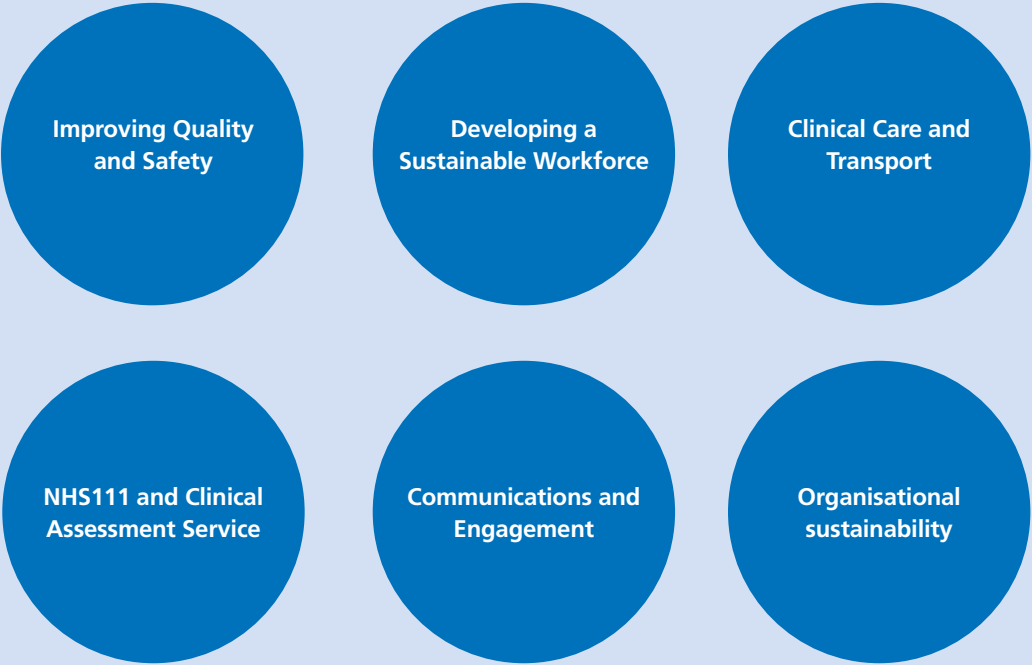 Improving Quality
and Safety
Developing a
Sustainable Workforce
Clinical Care and
Transport
NHS111 and Clinical
Assessment Service
Communications and
Engagement
Organisational
sustainability